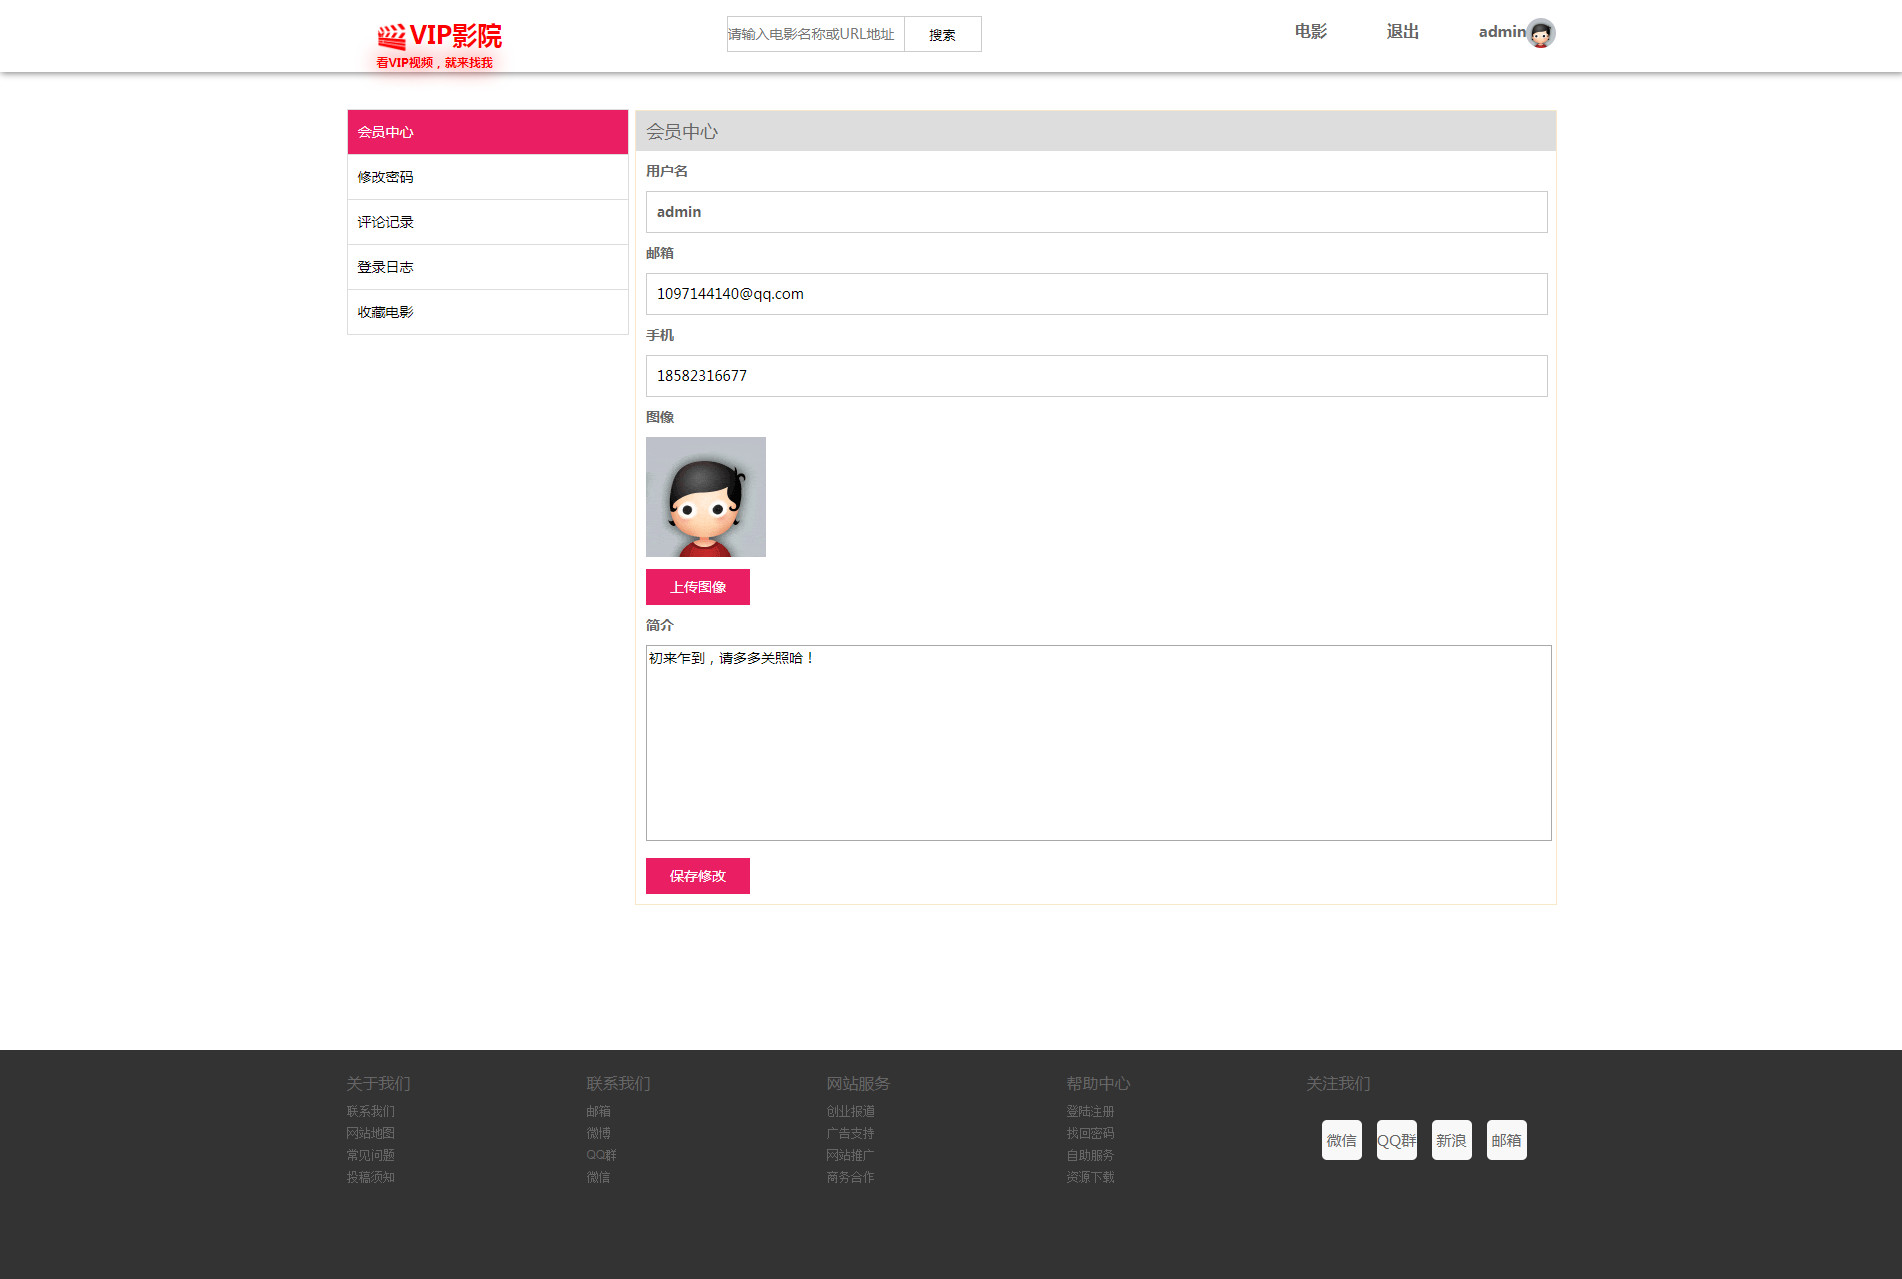 VIP影院
看VIP视频，就来找我
请输入电影名称或URL地址
搜索
电影
退出
admin
会员中心
修改密码
评论记录
登录日志
收藏电影
会员中心
用户名
admin
邮箱
1097144140@qq.com
手机
18582316677
图像
上传图像
简介
初来乍到，请多多关照哈！
保存修改
关于我们
联系我们
网站地图
常见问题
投稿须知
联系我们
邮箱
微博
QQ群
微信
网站服务
创业报道
广告支持
网站推广
商务合作
帮助中心
登陆注册
找回密码
自助服务
资源下载
关注我们
微信
QQ群
新浪
邮箱